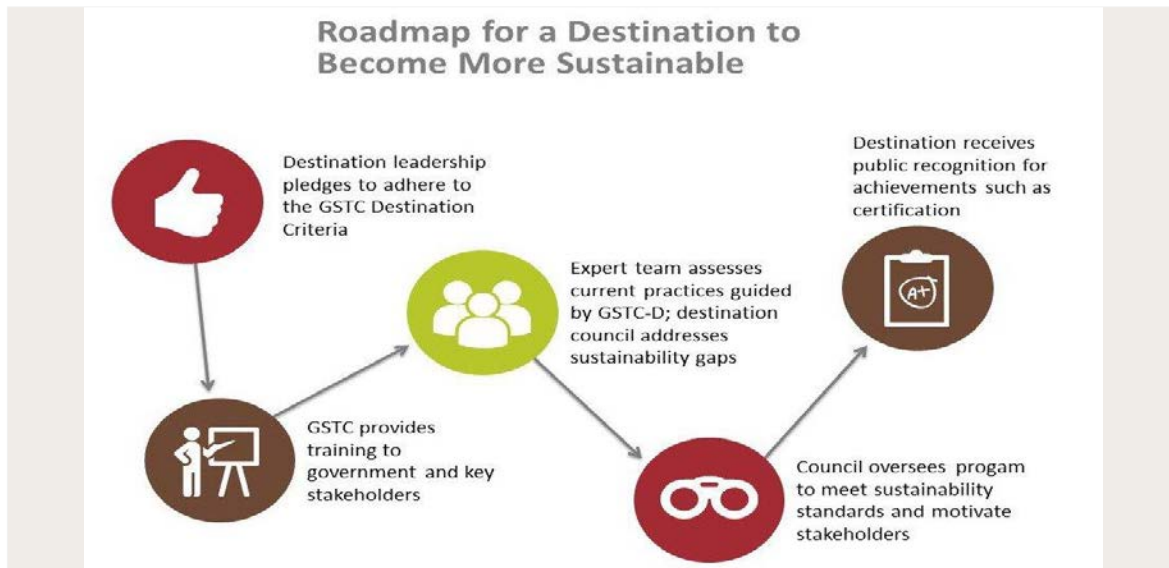 Roadmap for a Destination to
Become More Sustainable
Destination leadership
pledges to adhere to
the GSTC Destination
Criteria
GSTC provides
training to
government and key
stakeholders
Expert team assesses
current practices guided
by GSTC-D; destination
council addresses
sustainability gaps
Council oversees progam
to meet sustainability
standards and motivate
stakeholders
Destination receives
public recognition for
achievements such as
certification
A+